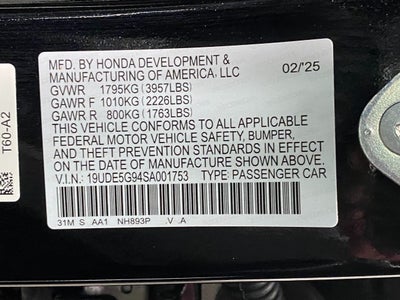 MFD. BY HONDA DEVELOPMENT &
MANUFACTURING OF AMERICA, LLC 02/'25
GVWR 1795KG (3957LBS)
GAWR F 1010KG (2226LBS)
GAWR R 800KG (1763LBS)
THIS VEHICLE CONFORMS TO ALL APPLICABLE
FEDERAL MOTOR VEHICLE SAFETY, BUMPER,
AND THEFT PREVENTION STANDARDS IN EFFECT
ON THE DATE OF MANUFACTURE SHOWN ABOVE.
V.I.N. 19UDE5G94SA001753 TYPE: PASSENGER CAR
31M S AA1 NH893P .V .A
T60-A2